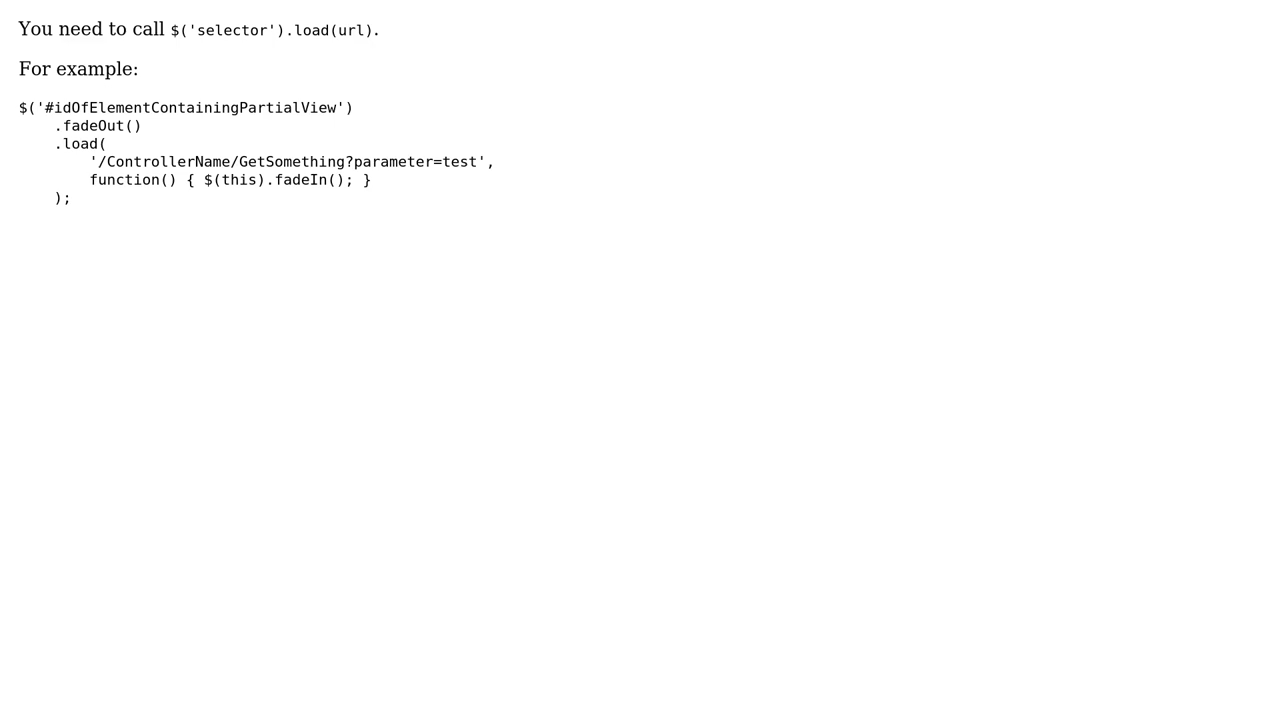 You need to call $('selector').load(url).
For example:
$('#idOfElementContainingPartialView')
    .fadeOut()
    .load(
        '/ControllerName/GetSomething?parameter=test',
        function() { $(this).fadeIn(); }
    );